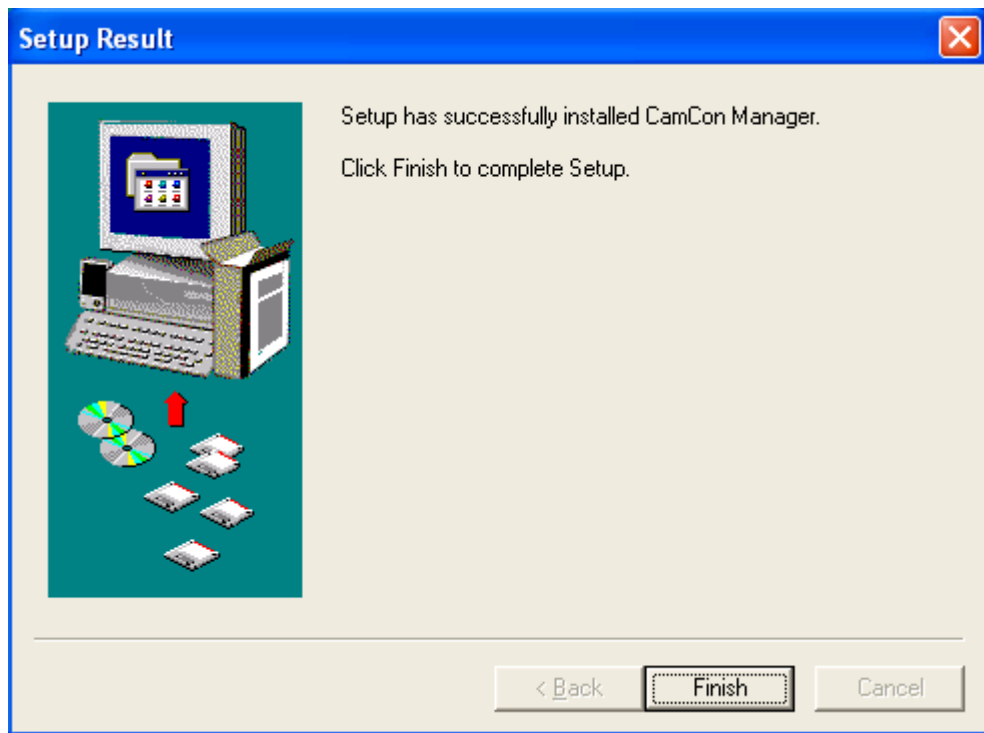 Setup Result
Setup has successfully installed CamCon Manager.
Click Finish to complete Setup.
< Back
Finish
Cancel